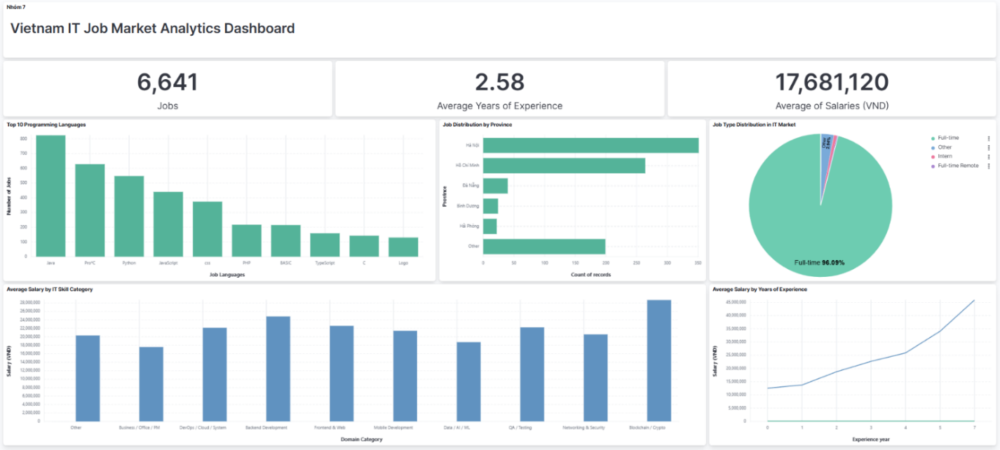 Nhóm 7
Vietnam IT Job Market Analytics Dashboard
6,641
Jobs
2.58
Average Years of Experience
17,681,120
Average of Salaries (VND)
Top 10 Programming Languages
Number of Jobs
800
700
600
500
400
300
200
100
0
Java
Pro*C
Python
JavaScript
css
PHP
BASIC
TypeScript
C
Logo
Job Languages
Job Distribution by Province
Province
Hà Nội
Hồ Chí Minh
Đà Nẵng
Bình Dương
Hải Phòng
Other
0
50
100
150
200
250
300
350
Count of records
Job Type Distribution in IT Market
Other
2.94%
Full-time 96.09%
Full-time
Other
Intern
Full-time Remote
Average Salary by IT Skill Category
Salary (VND)
28,000,000
26,000,000
24,000,000
22,000,000
20,000,000
18,000,000
16,000,000
14,000,000
12,000,000
10,000,000
8,000,000
6,000,000
4,000,000
2,000,000
0
Other
Business / Office / PM
DevOps / Cloud / System
Backend Development
Frontend & Web
Mobile Development
Data / AI / ML
QA / Testing
Networking & Security
Blockchain / Crypto
Domain Category
Average Salary by Years of Experience
Salary (VND)
45,000,000
40,000,000
35,000,000
30,000,000
25,000,000
20,000,000
15,000,000
10,000,000
5,000,000
0
0
1
2
3
4
5
7
Experience year